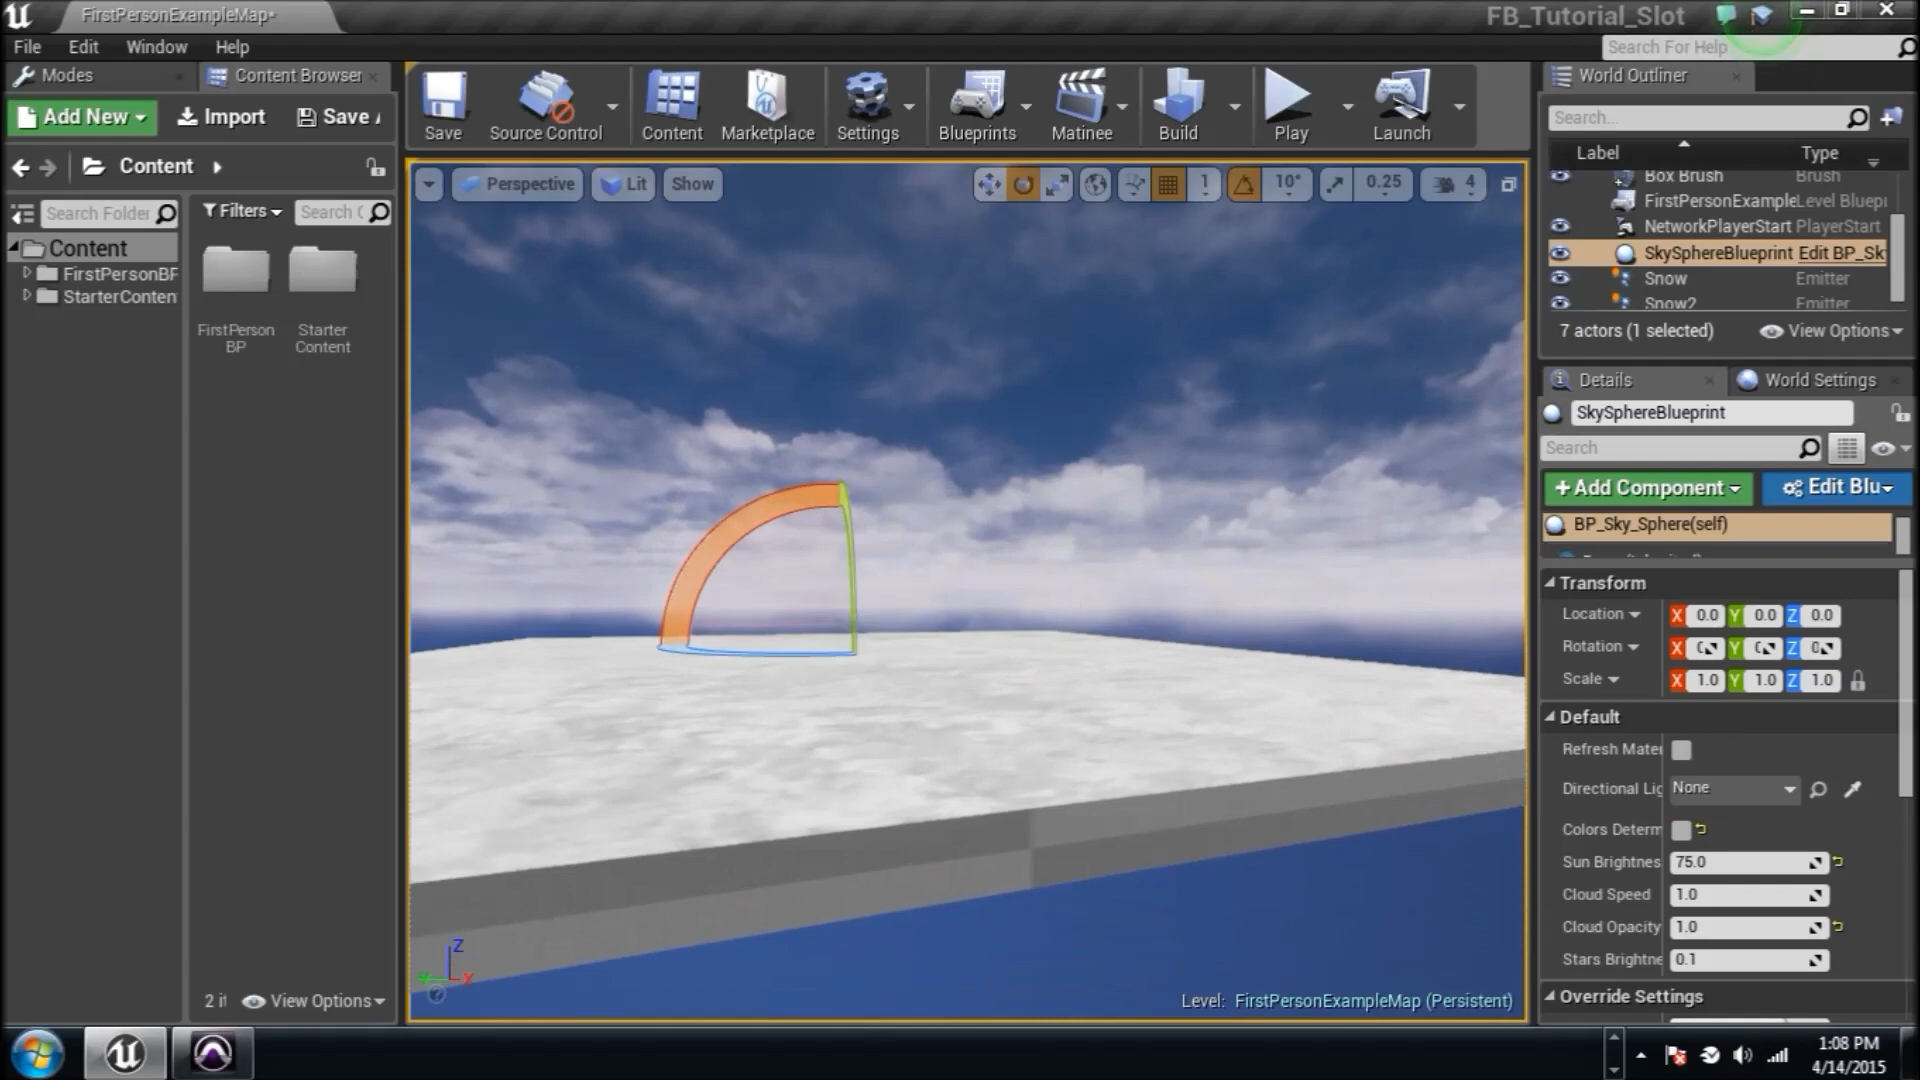 FirstPersonExampleMap*
FB_Tutorial_Slot
File Edit Window Help
Search For Help
Modes
Content Browser
Add New
Import
Save
Content
Search Folder
Filters
Search
Content
FirstPersonBP
StarterConten
FirstPerson
BP
Starter
Content
View Options
Save
Source Control
Content
Marketplace
Settings
Blueprints
Matinee
Build
Play
Launch
Perspective
Lit
Show
1
10°
0.25
4
Z
X
Level: FirstPersonExampleMap (Persistent)
World Outliner
Search...
Label Type
Box Brush Brush
FirstPersonExample Level Bluepr
NetworkPlayerStart PlayerStart
SkySphereBlueprint Edit BP_Sk
Snow Emitter
Snow2 Emitter
7 actors (1 selected)
View Options
Details
World Settings
SkySphereBlueprint
Search
+Add Component
Edit Blu
BP_Sky_Sphere(self)
Transform
Location X 0.0 Y 0.0 Z 0.0
Rotation X Y Z
Scale X 1.0 Y 1.0 Z 1.0
Default
Refresh Mater
Directional Lig None
Colors Determ
Sun Brightnes 75.0
Cloud Speed 1.0
Cloud Opacity 1.0
Stars Brightne 0.1
Override Settings
1:08 PM
4/14/2015